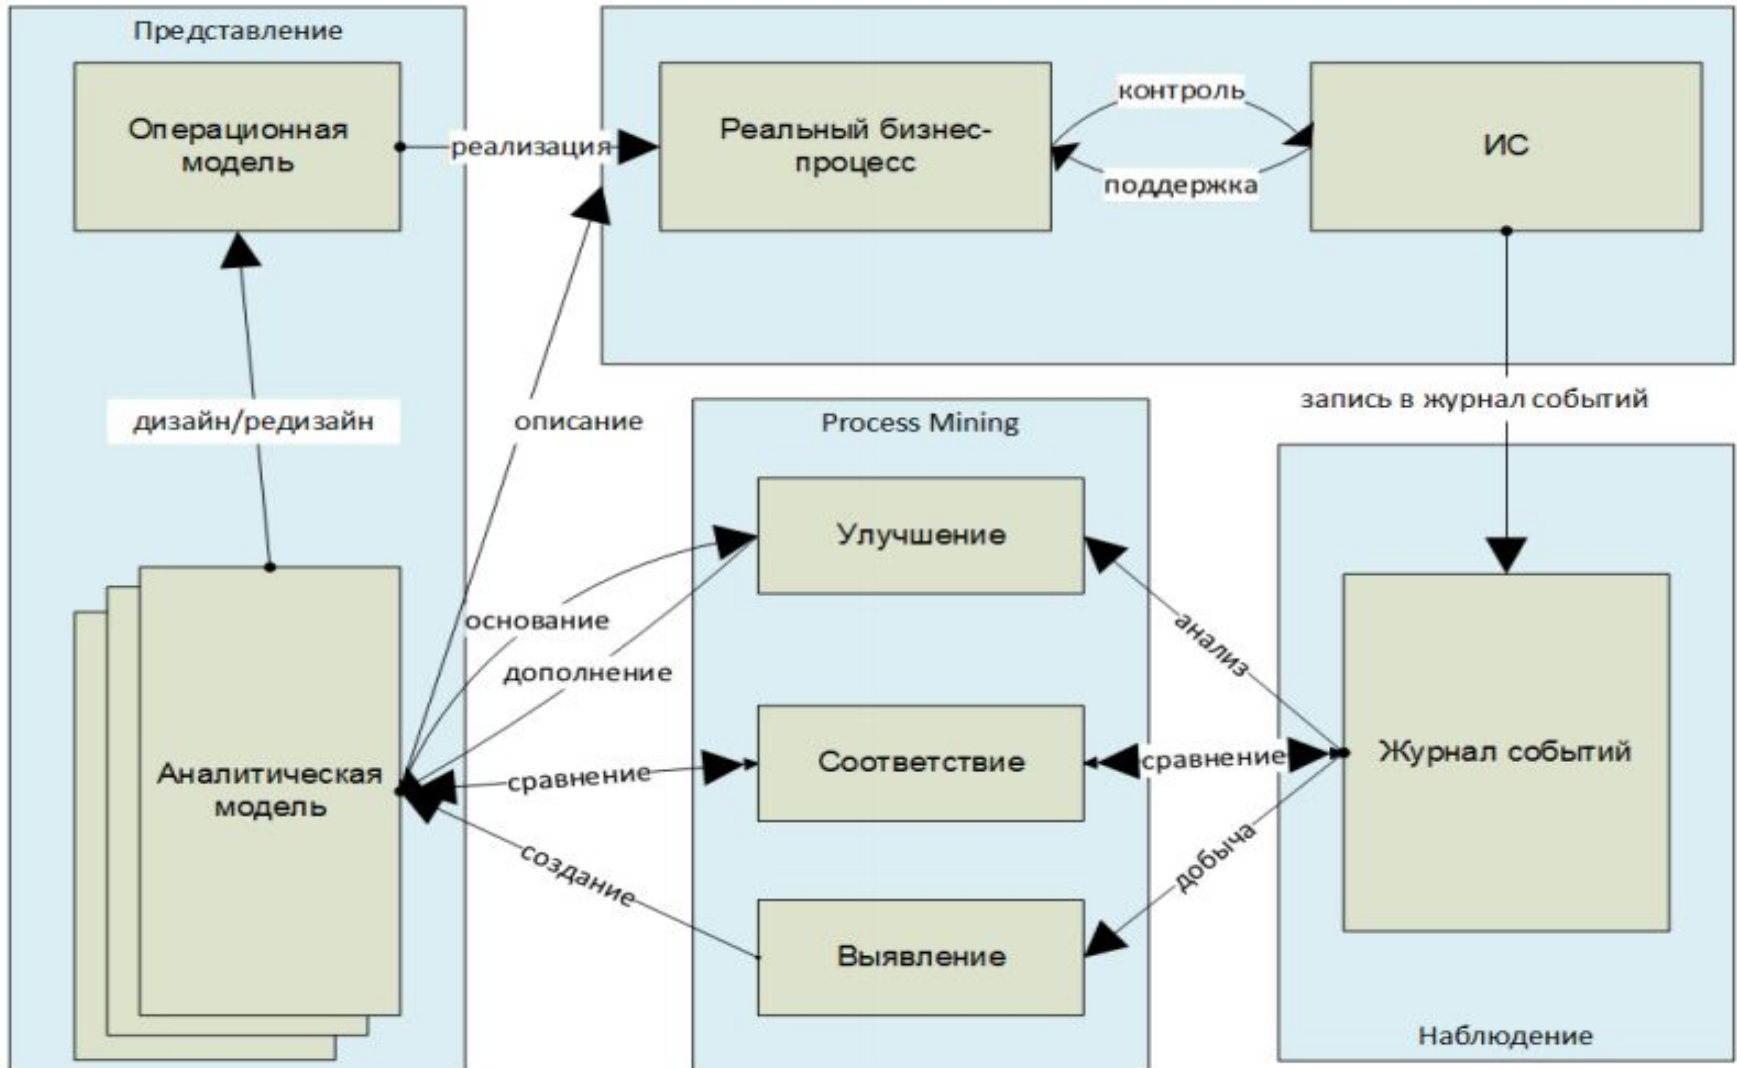 Представление
Операционная
модель
реализация
Реальный бизнес-
процесс
контроль
поддержка
ИС
дизайн/редизайн
описание
запись в журнал событий
Process Mining
Улучшение
основание
дополнение
анализ
Аналитическая
модель
сравнение
Соответствие
сравнение
Журнал событий
создание
добыча
Выявление
Наблюдение